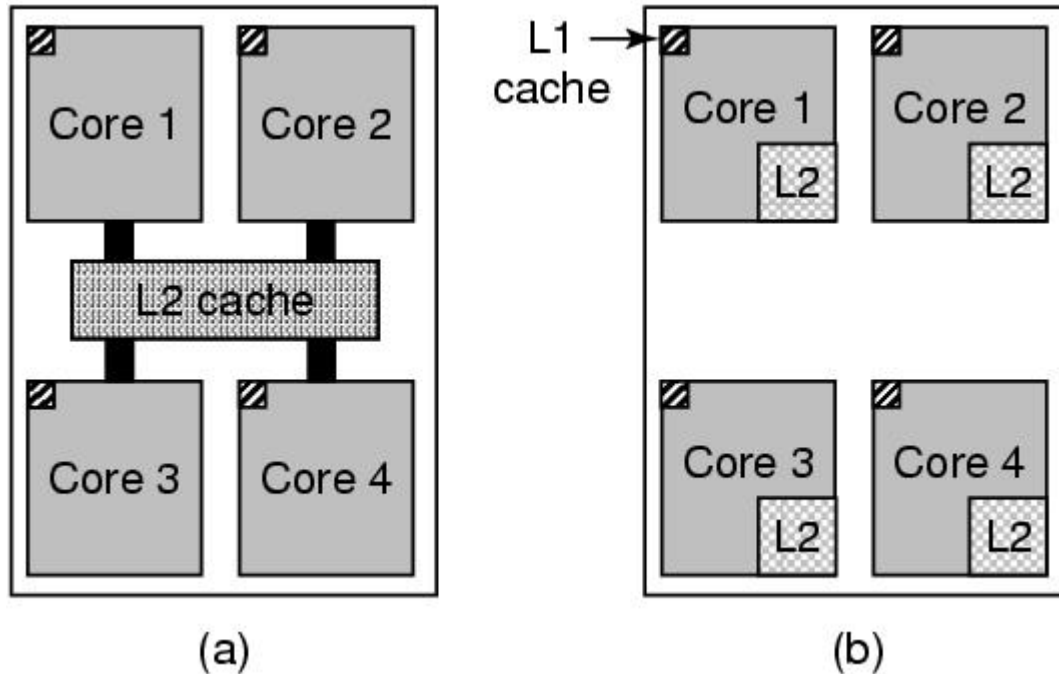 Core 1
Core 2
L2 cache
Core 3
Core 4
(a)
L1
cache
Core 1
L2
Core 2
L2
Core 3
L2
Core 4
L2
(b)